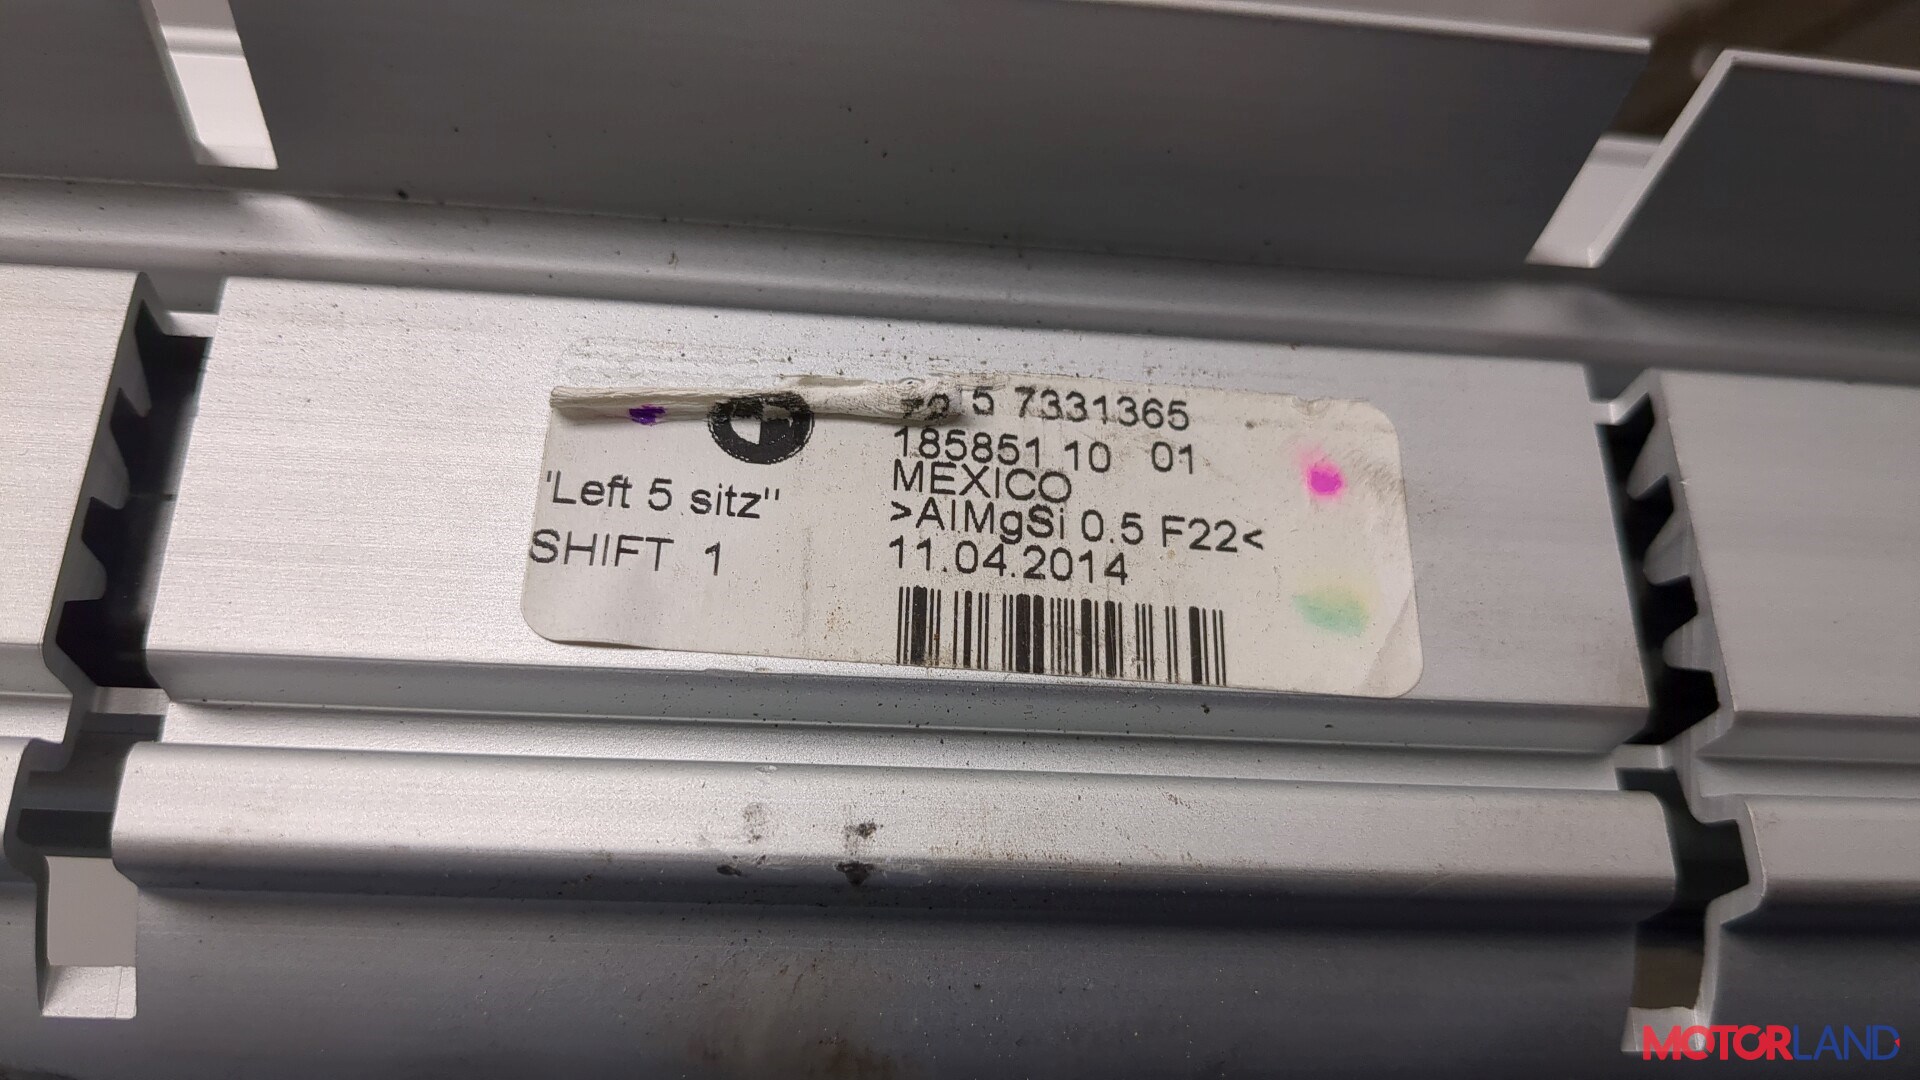 5 7331365
185851 10 01
MEXICO
>AlMgSi 0.5 F22<
11.04.2014
"Left 5 sitz"
SHIFT 1
MOTORLAND